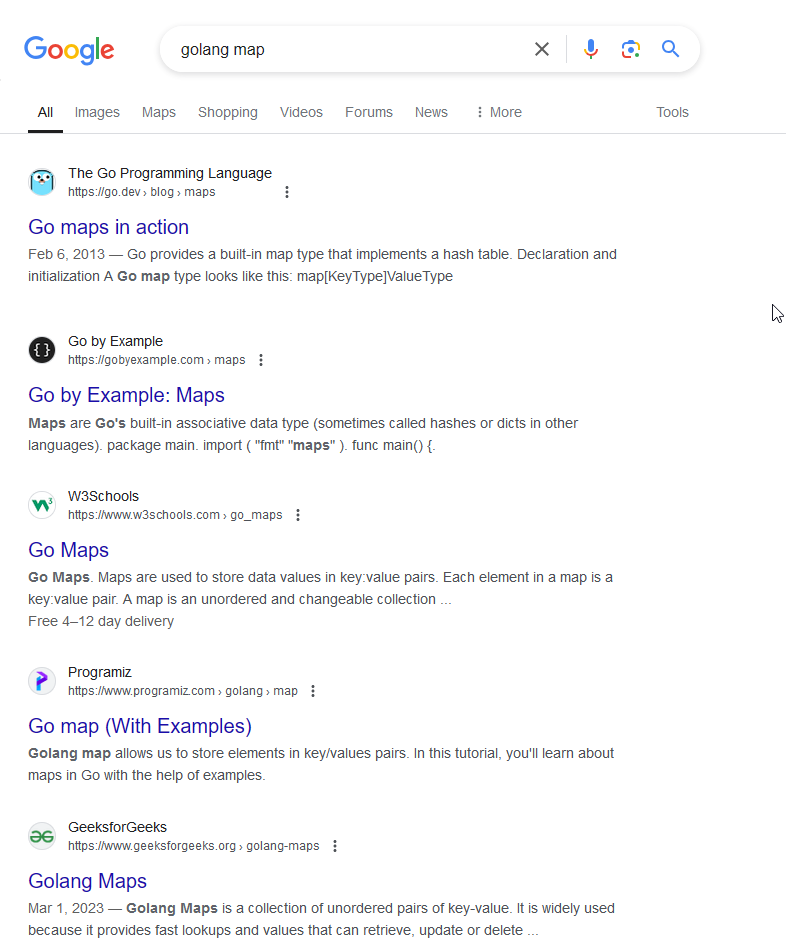 Google
golang map
All Images Maps Shopping Videos Forums News More Tools
The Go Programming Language
https://go.dev › blog › maps
Go maps in action
Feb 6, 2013 — Go provides a built-in map type that implements a hash table. Declaration and
initialization A Go map type looks like this: map[KeyType]ValueType
Go by Example
https://gobyexample.com › maps
Go by Example: Maps
Maps are Go's built-in associative data type (sometimes called hashes or dicts in other
languages). package main. import ( "fmt" "maps" ). func main() {.
W3Schools
https://www.w3schools.com › go_maps
Go Maps
Go Maps. Maps are used to store data values in key:value pairs. Each element in a map is a
key:value pair. A map is an unordered and changeable collection ...
Free 4–12 day delivery
Programiz
https://www.programiz.com › golang › map
Go map (With Examples)
Golang map allows us to store elements in key/values pairs. In this tutorial, you'll learn about
maps in Go with the help of examples.
GeeksforGeeks
https://www.geeksforgeeks.org › golang-maps
Golang Maps
Mar 1, 2023 — Golang Maps is a collection of unordered pairs of key-value. It is widely used
because it provides fast lookups and values that can retrieve, update or delete ...